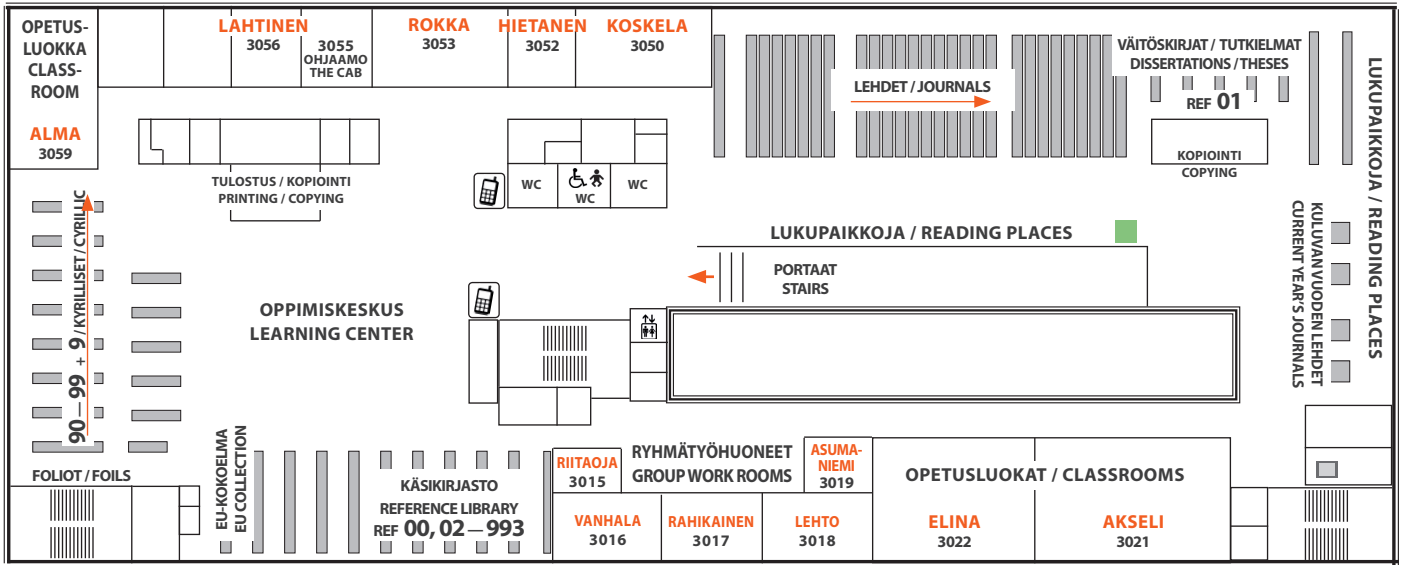 OPETUS-
LUOKKA
CLASS-
ROOM
ALMA
3059
LAHTINEN
3056
3055
OHJAAMO
THE CAB
ROKKA
3053
HIETANEN
3052
KOSKELA
3050
LEHDET / JOURNALS
VÄITÖSKIRJAT / TUTKIELMAT
DISSERTATIONS / THESES
REF 01
KOPIOINTI
COPYING
LUKUPAIKKOJA / READING PLACES
TULOSTUS / KOPIOINTI
PRINTING / COPYING
WC
WC
WC
90 — 99 + 9 / KYRILLISET / CYRILLIC
LUKUPAIKKOJA / READING PLACES
PORTAAT
STAIRS
KULUVAN VUODEN LEHDET
CURRENT YEAR'S JOURNALS
OPPIMISKESKUS
LEARNING CENTER
FOLIOT / FOILS
EU-KOKOELMA
EU COLLECTION
KÄSIKIRJASTO
REFERENCE LIBRARY
REF 00, 02 — 993
RIITAOJA
3015
RYHMÄTYÖHUONEET
GROUP WORK ROOMS
ASUMA-
NIEMI
3019
VANHALA
3016
RAHIKAINEN
3017
LEHTO
3018
OPETUSLUOKAT / CLASSROOMS
ELINA
3022
AKSELI
3021